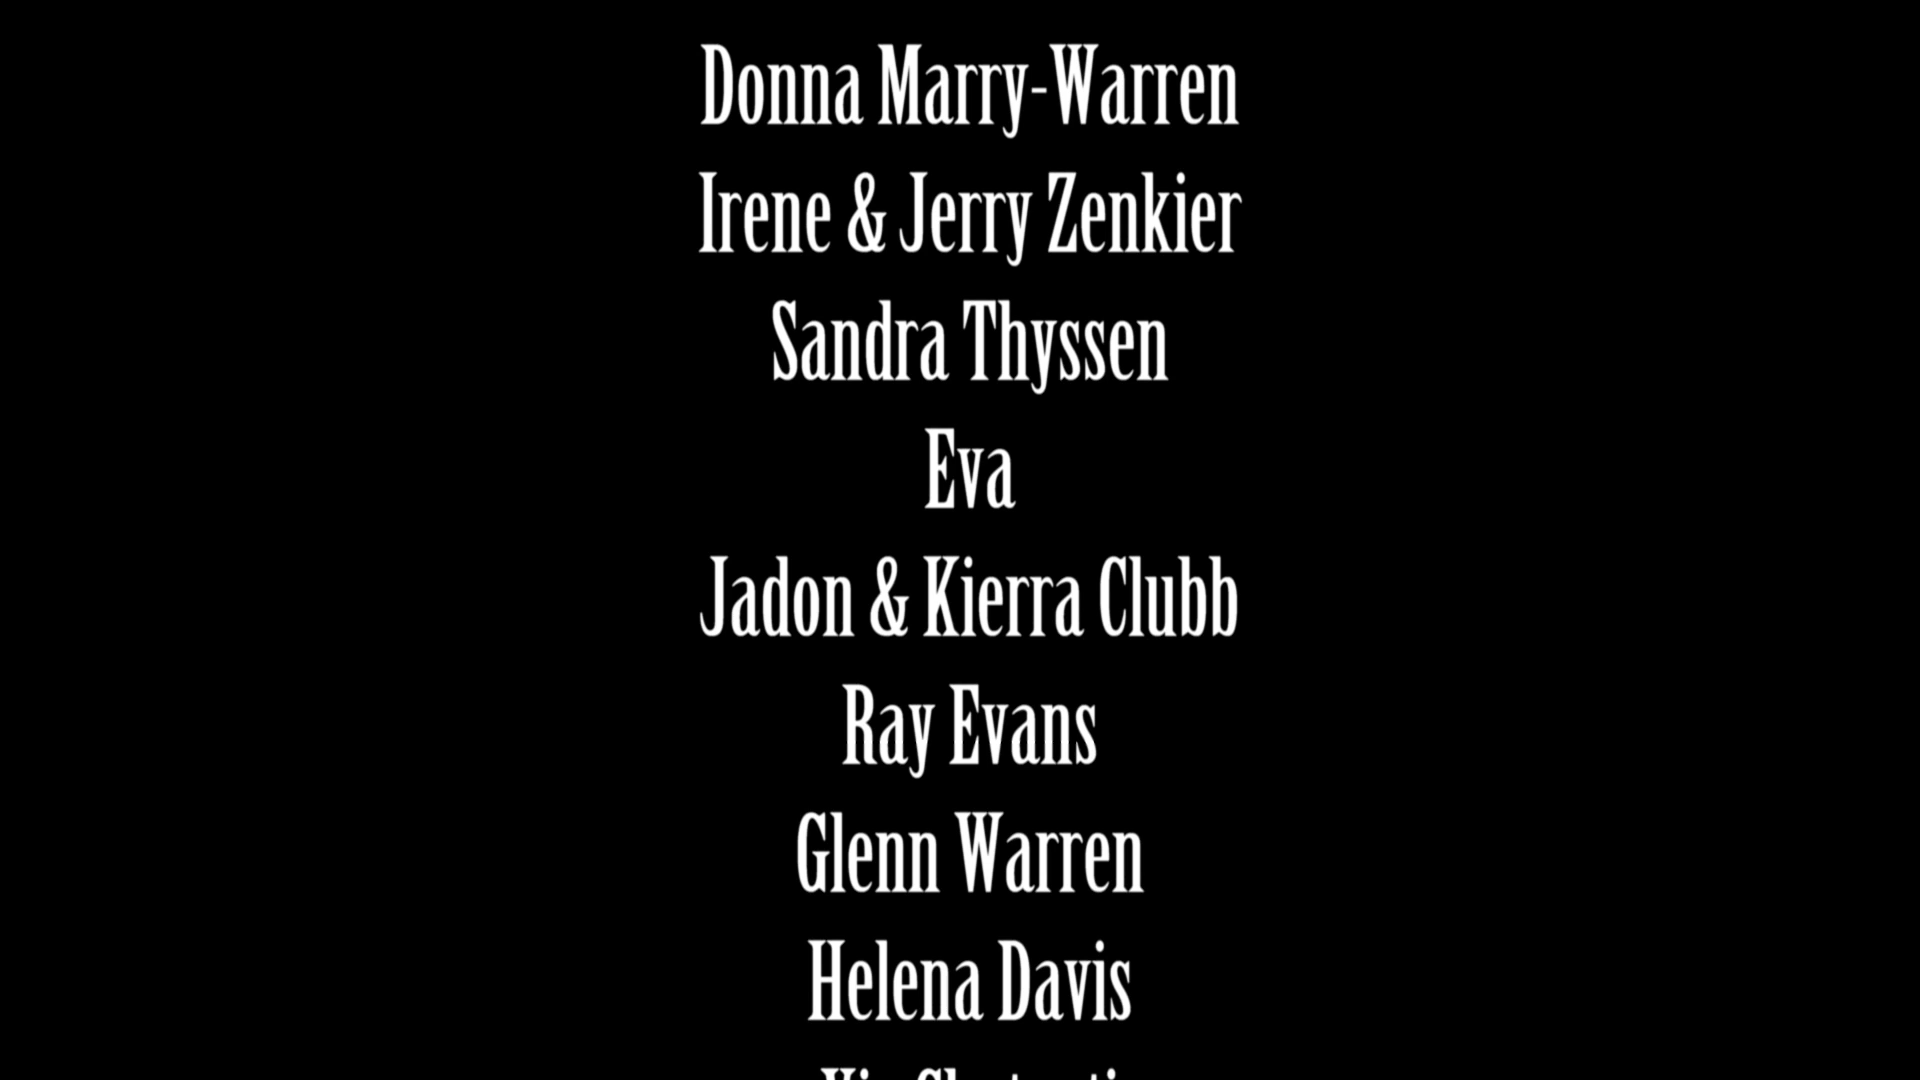 Donna Marry-Warren
Irene & Jerry Zenkier
Sandra Thyssen
Eva
Jadon & Kierra Clubb
Ray Evans
Glenn Warren
Helena Davis